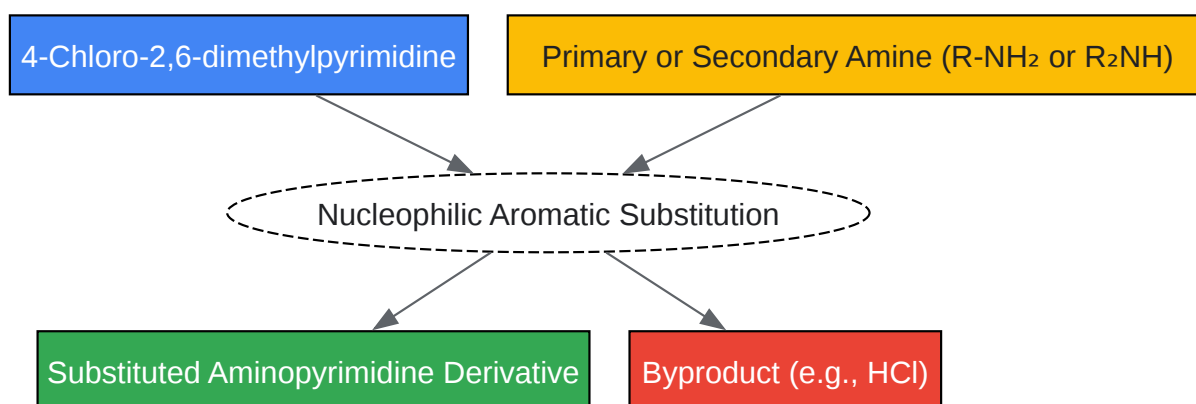 4-Chloro-2,6-dimethylpyrimidine
Primary or Secondary Amine (R-NH₂ or R₂NH)
Nucleophilic Aromatic Substitution
Substituted Aminopyrimidine Derivative
Byproduct (e.g., HCl)